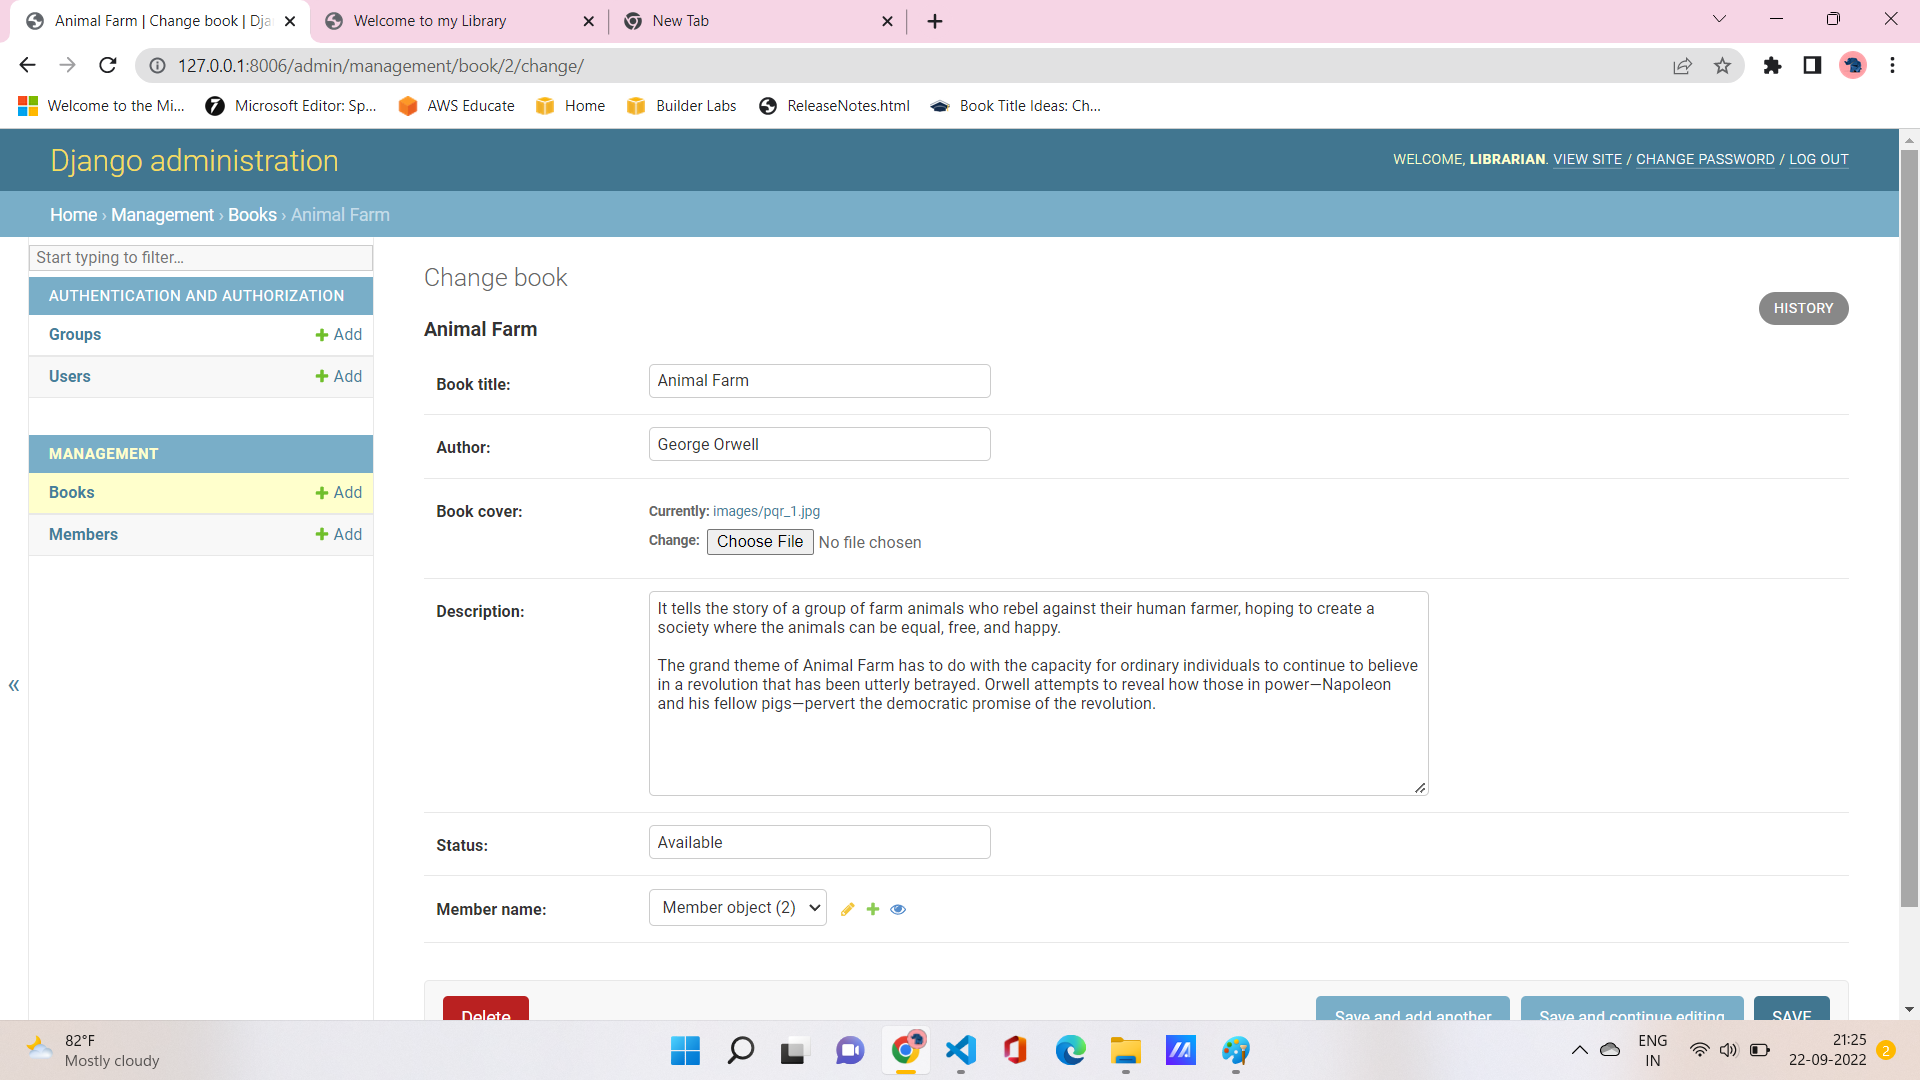 Animal Farm | Change book | Dja
Welcome to my Library
New Tab
127.0.0.1:8006/admin/management/book/2/change/
Welcome to the Mi...
Microsoft Editor: Sp...
AWS Educate
Home
Builder Labs
ReleaseNotes.html
Book Title Ideas: Ch...
Django administration
WELCOME, LIBRARIAN. VIEW SITE / CHANGE PASSWORD / LOG OUT
Home › Management › Books › Animal Farm
Start typing to filter...
AUTHENTICATION AND AUTHORIZATION
Groups
Add
Users
Add
MANAGEMENT
Books
Add
Members
Add
«
Change book
HISTORY
Animal Farm
Book title:
Animal Farm
Author:
George Orwell
Book cover:
Currently: images/pqr_1.jpg
Change: Choose File No file chosen
Description:
It tells the story of a group of farm animals who rebel against their human farmer, hoping to create a
society where the animals can be equal, free, and happy.
The grand theme of Animal Farm has to do with the capacity for ordinary individuals to continue to believe
in a revolution that has been utterly betrayed. Orwell attempts to reveal how those in power—Napoleon
and his fellow pigs—pervert the democratic promise of the revolution.
Status:
Available
Member name:
Member object (2)
Delete
Save and add another
Save and continue editing
SAVE
82°F
Mostly cloudy
ENG
IN
21:25
22-09-2022
2